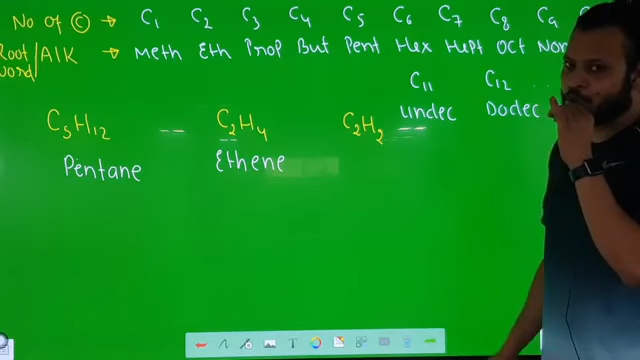 No of © → C1 C2 C3 C4 C5 C6 C7 C8 C9
Root word/Alk → Meth Eth Prop But Pent Hex Hept Oct Non
C11 C12 ...
Undec Dodec
C5H12 -- C2H4 C2H2 --
Pentane Ethene
T